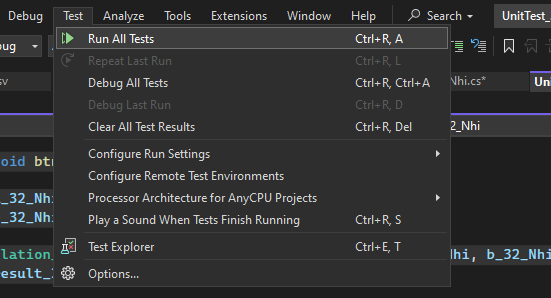 Debug Test Analyze Tools Extensions Window Help Search UnitTest_
bug
Run All Tests Ctrl+R, A
Repeat Last Run Ctrl+R, L
Debug All Tests Ctrl+R, Ctrl+A
Debug Last Run Ctrl+R, D
Clear All Test Results Ctrl+R, Del
Configure Run Settings
Configure Remote Test Environments
Processor Architecture for AnyCPU Projects
Play a Sound When Tests Finish Running Ctrl+R, S
Test Explorer Ctrl+E, T
Options...
sv
Nhi.cs*
Uni
32_Nhi
oid bt
_32_Nhi
_32_Nhi
lation_
Nhi, b_32_Nhi
esult_